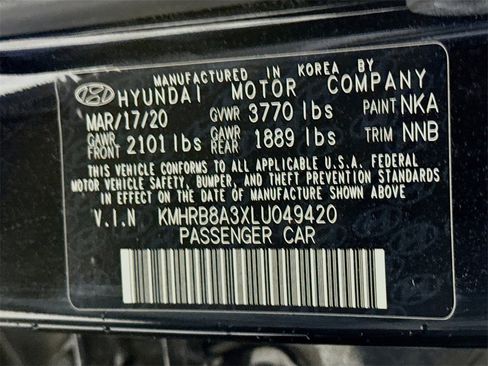 MANUFACTURED IN KOREA BY
HYUNDAI MOTOR COMPANY
MAR/17/20 GVWR 3770 lbs PAINT NKA
GAWR FRONT 2101 lbs GAWR REAR 1889 lbs TRIM NNB
THIS VEHICLE CONFORMS TO ALL APPLICABLE U.S.A. FEDERAL
MOTOR VEHICLE SAFETY, BUMPER, AND THEFT PREVENTION STANDARDS
IN EFFECT ON THE DATE OF MANUFACTURE SHOWN ABOVE.
V.I.N KMHRB8A3XLU049420
PASSENGER CAR